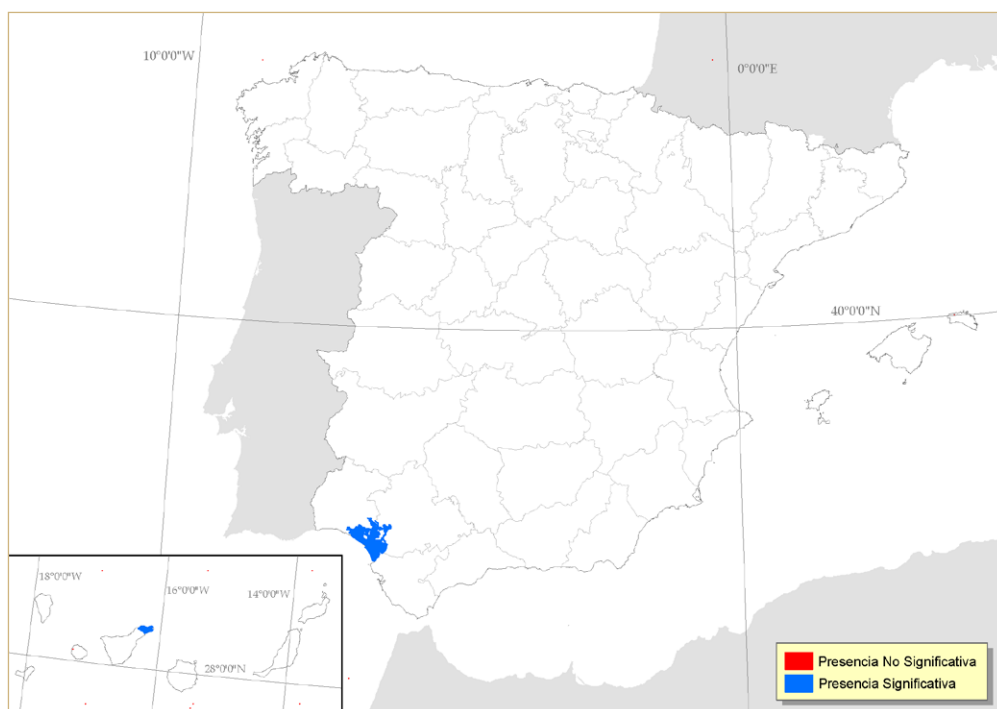 10°0'0"W
0°0'0"E
40°0'0"N
18°0'0"W
16°0'0"W
14°0'0"W
28°0'0"N
Presencia No Significativa
Presencia Significativa